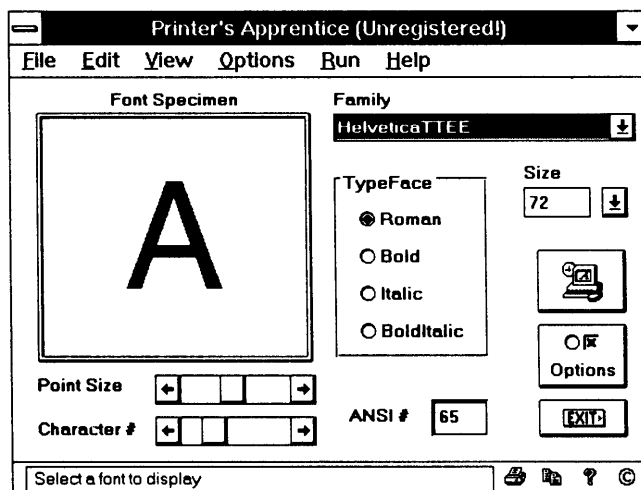 Printer's Apprentice (Unregistered!)
File Edit View Options Run Help
Font Specimen
A
Family
HelveticaTTEE
TypeFace
Roman
Bold
Italic
BoldItalic
Size
72
Options
EXIT
Point Size
Character #
ANSI # 65
Select a font to display
? ©